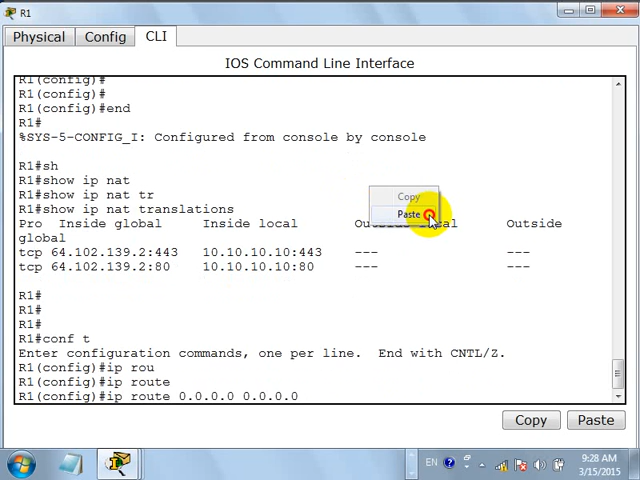 R1
Physical Config CLI
IOS Command Line Interface
R1(config)#
R1(config)#
R1(config)#end
R1#
%SYS-5-CONFIG_I: Configured from console by console
R1#sh
R1#show ip nat
R1#show ip nat tr
R1#show ip nat translations
Copy
Paste
Pro Inside global Inside local Outside local Outside
global
tcp 64.102.139.2:443 10.10.10.10:443 --- ---
tcp 64.102.139.2:80 10.10.10.10:80 --- ---
R1#
R1#
R1#
R1#conf t
Enter configuration commands, one per line. End with CNTL/Z.
R1(config)#ip rou
R1(config)#ip route
R1(config)#ip route 0.0.0.0 0.0.0.0
Copy Paste
EN 9:28 AM
3/15/2015